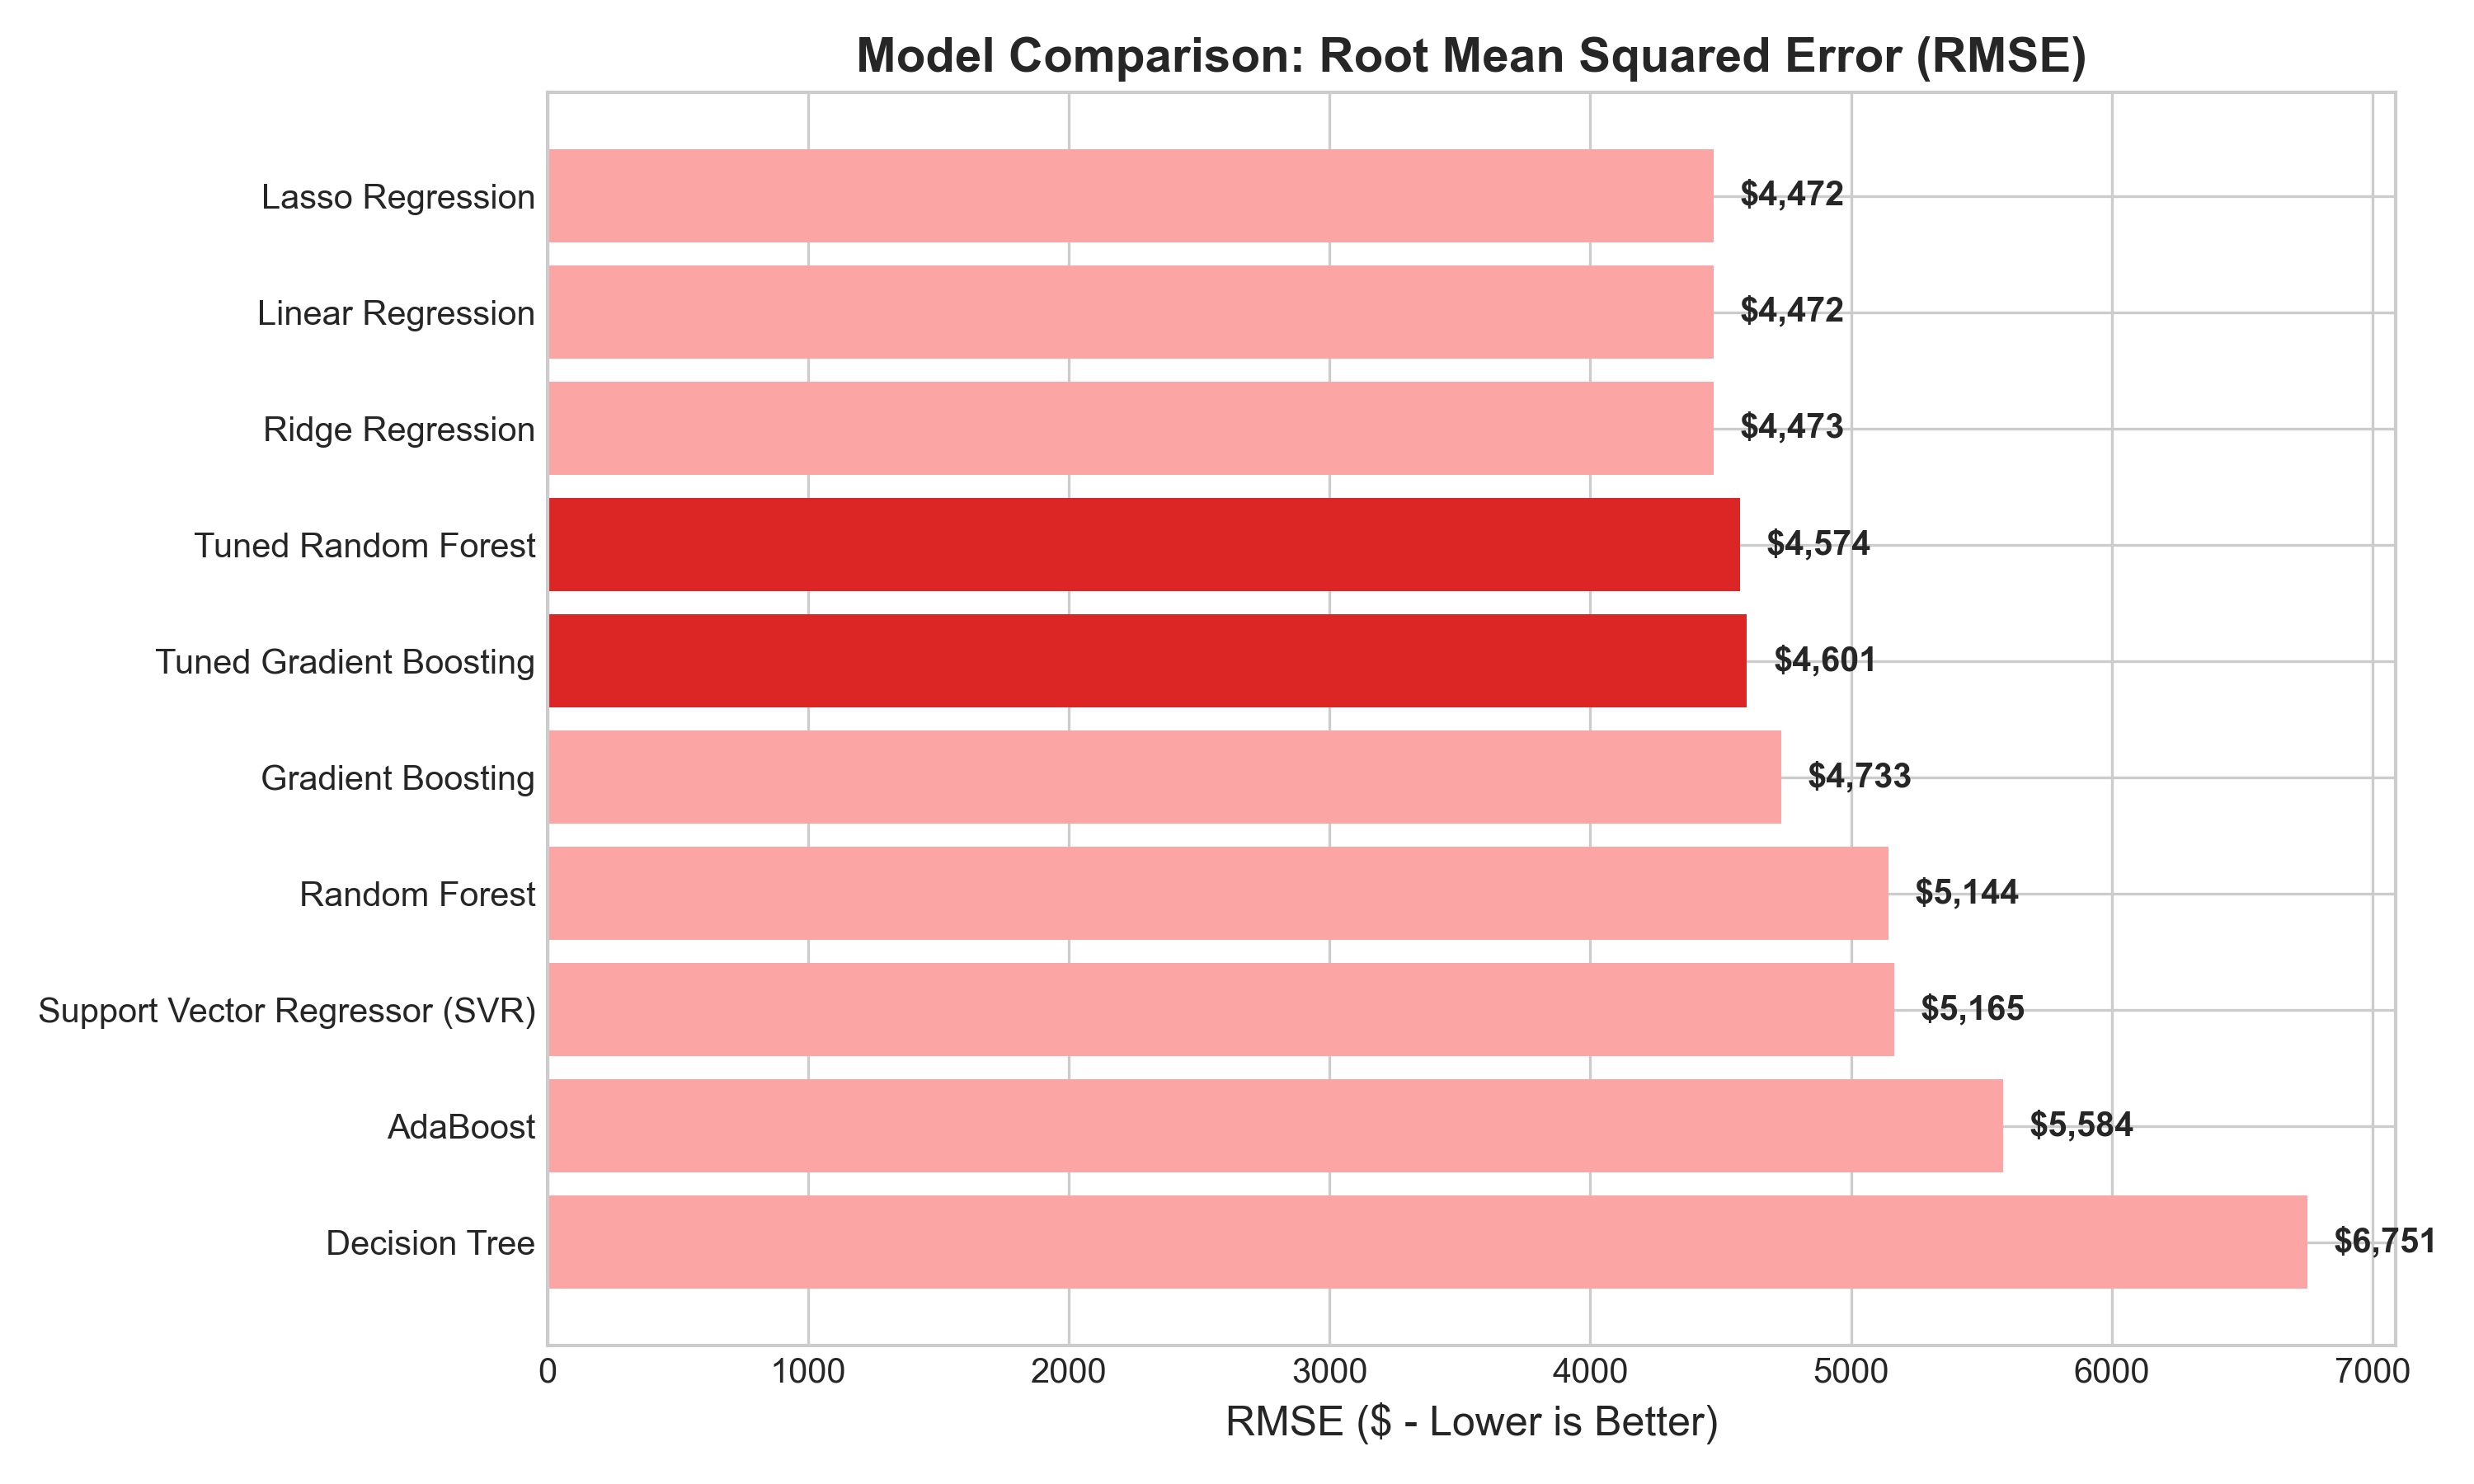 Model Comparison: Root Mean Squared Error (RMSE)
Lasso Regression $4,472
Linear Regression $4,472
Ridge Regression $4,473
Tuned Random Forest $4,574
Tuned Gradient Boosting $4,601
Gradient Boosting $4,733
Random Forest $5,144
Support Vector Regressor (SVR) $5,165
AdaBoost $5,584
Decision Tree $6,751
0 1000 2000 3000 4000 5000 6000 7000
RMSE ($ - Lower is Better)